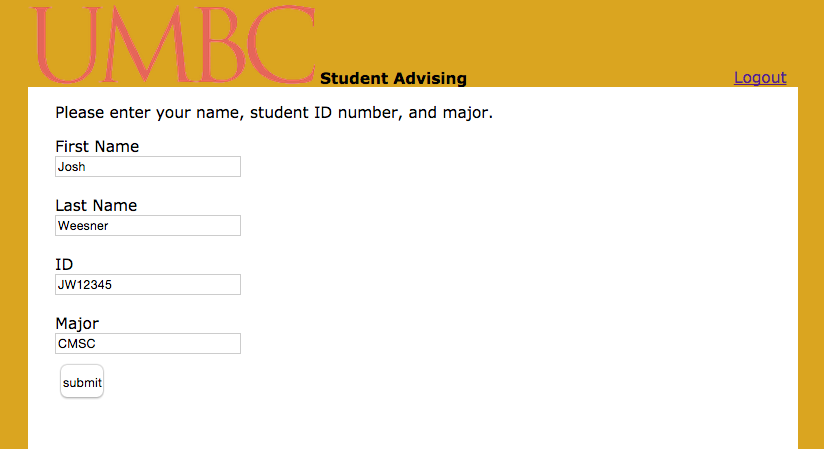 UMBC Student Advising Logout
Please enter your name, student ID number, and major.
First Name
Josh
Last Name
Weesner
ID
JW12345
Major
CMSC
submit